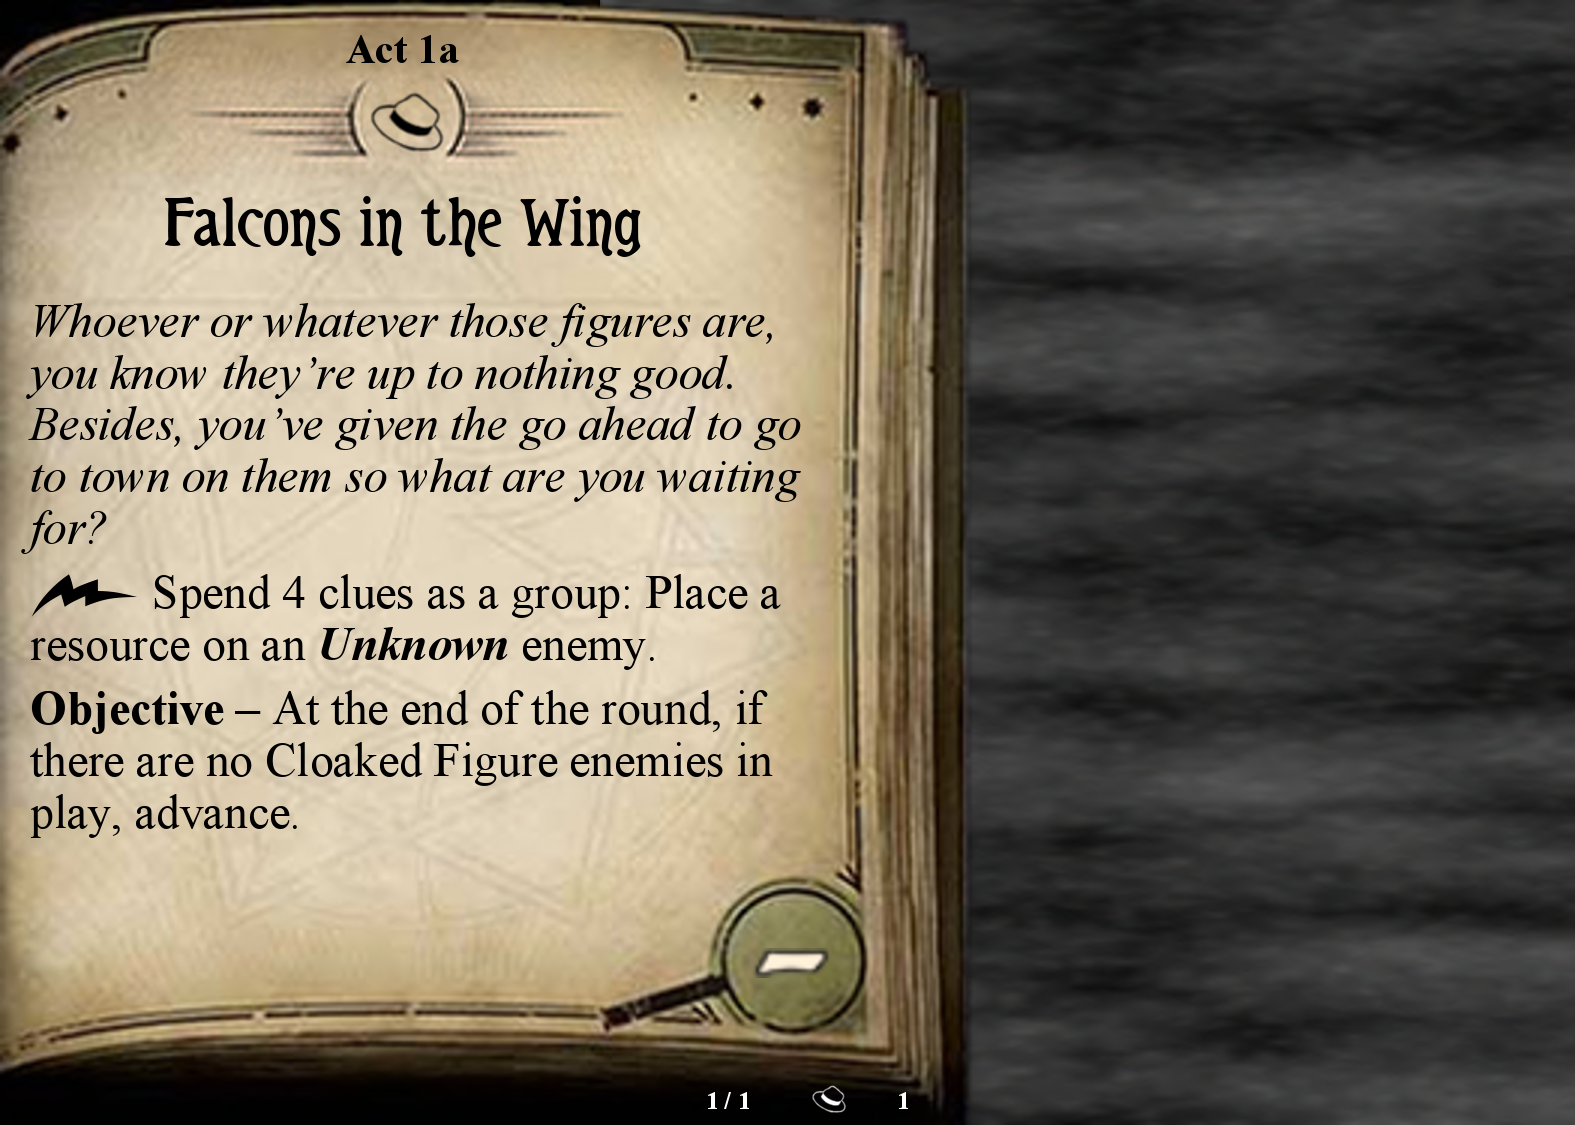 Act 1a
Falcons in the Wing
Whoever or whatever those figures are,
you know they’re up to nothing good.
Besides, you’ve given the go ahead to go
to town on them so what are you waiting
for?
Spend 4 clues as a group: Place a
resource on an Unknown enemy.
Objective – At the end of the round, if
there are no Cloaked Figure enemies in
play, advance.
–
1 / 1 1